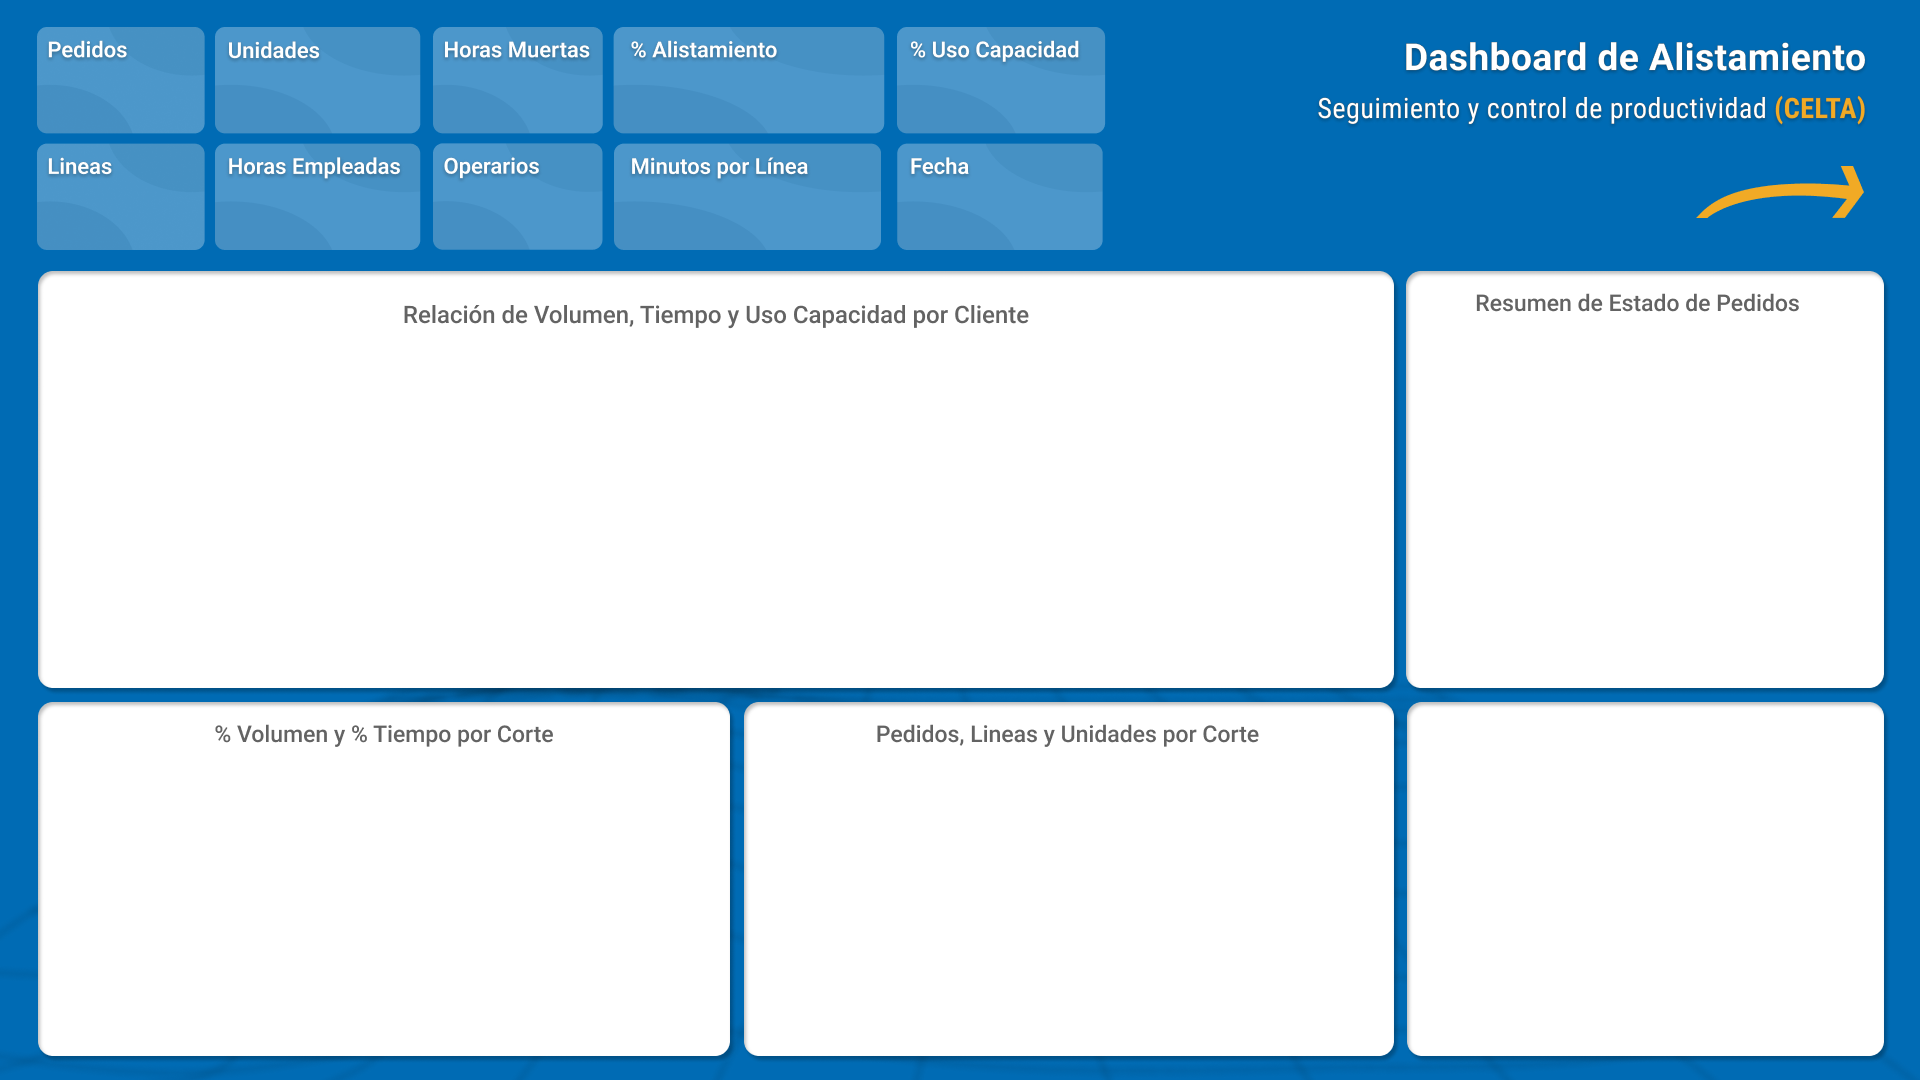 Pedidos
Unidades
Horas Muertas
% Alistamiento
% Uso Capacidad
Dashboard de Alistamiento
Seguimiento y control de productividad (CELTA)
Lineas
Horas Empleadas
Operarios
Minutos por Línea
Fecha
Relación de Volumen, Tiempo y Uso Capacidad por Cliente
Resumen de Estado de Pedidos
% Volumen y % Tiempo por Corte
Pedidos, Lineas y Unidades por Corte